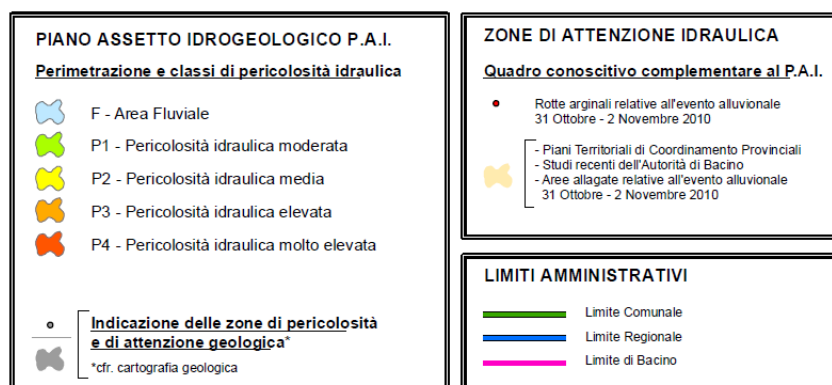 PIANO ASSETTO IDROGEOLOGICO P.A.I.
Perimetrazione e classi di pericolosità idraulica
F - Area Fluviale
P1 - Pericolosità idraulica moderata
P2 - Pericolosità idraulica media
P3 - Pericolosità idraulica elevata
P4 - Pericolosità idraulica molto elevata
Indicazione delle zone di pericolosità
e di attenzione geologica*
*cfr. cartografia geologica
ZONE DI ATTENZIONE IDRAULICA
Quadro conoscitivo complementare al P.A.I.
Rotte arginali relative all'evento alluvionale
31 Ottobre - 2 Novembre 2010
- Piani Territoriali di Coordinamento Provinciali
- Studi recenti dell'Autorità di Bacino
- Aree allagate relative all'evento alluvionale
31 Ottobre - 2 Novembre 2010
LIMITI AMMINISTRATIVI
Limite Comunale
Limite Regionale
Limite di Bacino